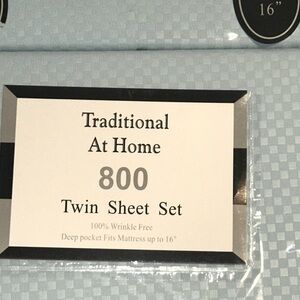 16"
Traditional
At Home
800
Twin Sheet Set
100% Wrinkle Free
Deep pocket Fits Mattress up to 16"